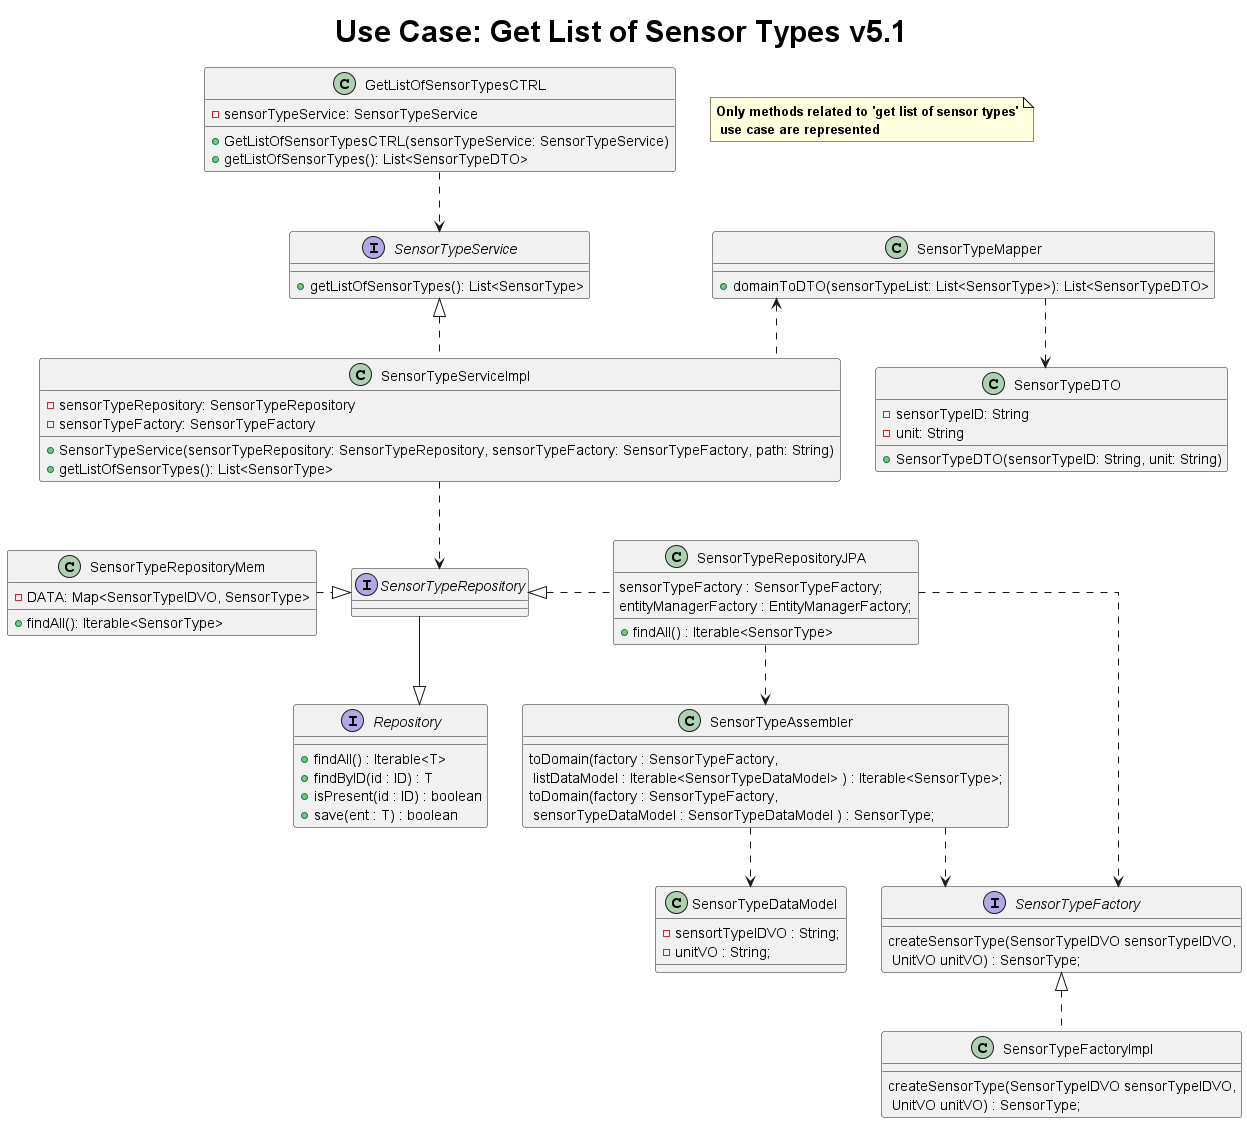 Use Case: Get List of Sensor Types v5.1
C GetListOfSensorTypesCTRL
sensorTypeService: SensorTypeService
GetListOfSensorTypesCTRL(sensorTypeService: SensorTypeService)
getListOfSensorTypes(): List<SensorTypeDTO>
Only methods related to 'get list of sensor types'
use case are represented
I SensorTypeService
getListOfSensorTypes(): List<SensorType>
C SensorTypeMapper
domainToDTO(sensorTypeList: List<SensorType>): List<SensorTypeDTO>
C SensorTypeServiceImpl
sensorTypeRepository: SensorTypeRepository
sensorTypeFactory: SensorTypeFactory
SensorTypeService(sensorTypeRepository: SensorTypeRepository, sensorTypeFactory: SensorTypeFactory, path: String)
getListOfSensorTypes(): List<SensorType>
C SensorTypeDTO
sensorTypeID: String
unit: String
SensorTypeDTO(sensorTypeID: String, unit: String)
C SensorTypeRepositoryMem
DATA: Map<SensorTypeIDVO, SensorType>
findAll(): Iterable<SensorType>
I SensorTypeRepository
C SensorTypeRepositoryJPA
sensorTypeFactory : SensorTypeFactory;
entityManagerFactory : EntityManagerFactory;
findAll() : Iterable<SensorType>
I Repository
findAll() : Iterable<T>
findByID(id : ID) : T
isPresent(id : ID) : boolean
save(ent : T) : boolean
C SensorTypeAssembler
toDomain(factory : SensorTypeFactory,
listDataModel : Iterable<SensorTypeDataModel> ) : Iterable<SensorType>;
toDomain(factory : SensorTypeFactory,
sensorTypeDataModel : SensorTypeDataModel ) : SensorType;
C SensorTypeDataModel
sensortTypeIDVO : String;
unitVO : String;
I SensorTypeFactory
createSensorType(SensorTypeIDVO sensorTypeIDVO,
UnitVO unitVO) : SensorType;
C SensorTypeFactoryImpl
createSensorType(SensorTypeIDVO sensorTypeIDVO,
UnitVO unitVO) : SensorType;